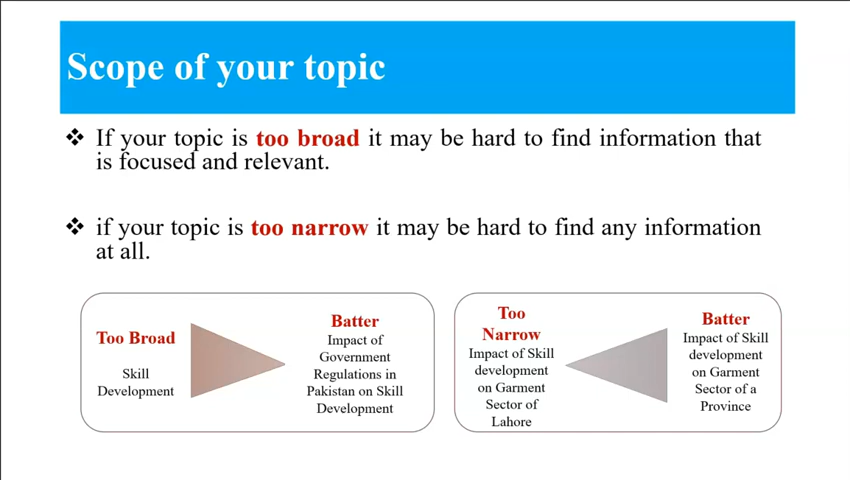 Scope of your topic
❖ If your topic is too broad it may be hard to find information that
is focused and relevant.
❖ if your topic is too narrow it may be hard to find any information
at all.
Too Broad
Skill
Development
Batter
Impact of
Government
Regulations in
Pakistan on Skill
Development
Too
Narrow
Impact of Skill
development
on Garment
Sector of
Lahore
Batter
Impact of Skill
development
on Garment
Sector of a
Province